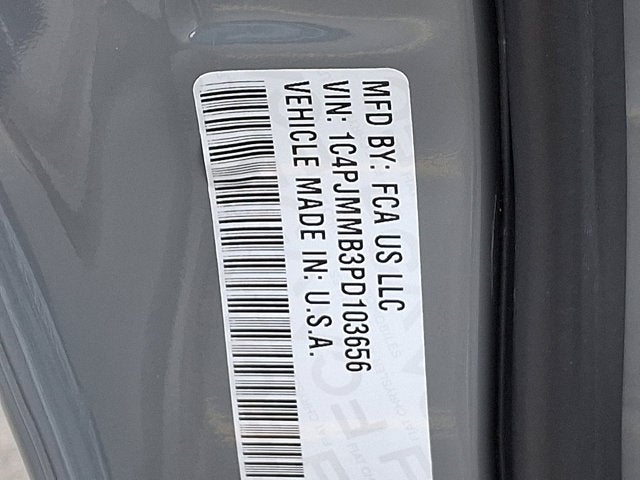 MFD BY: FCA US LLC
VIN: 1C4PJMMB3PD103656
VEHICLE MADE IN: U.S.A.